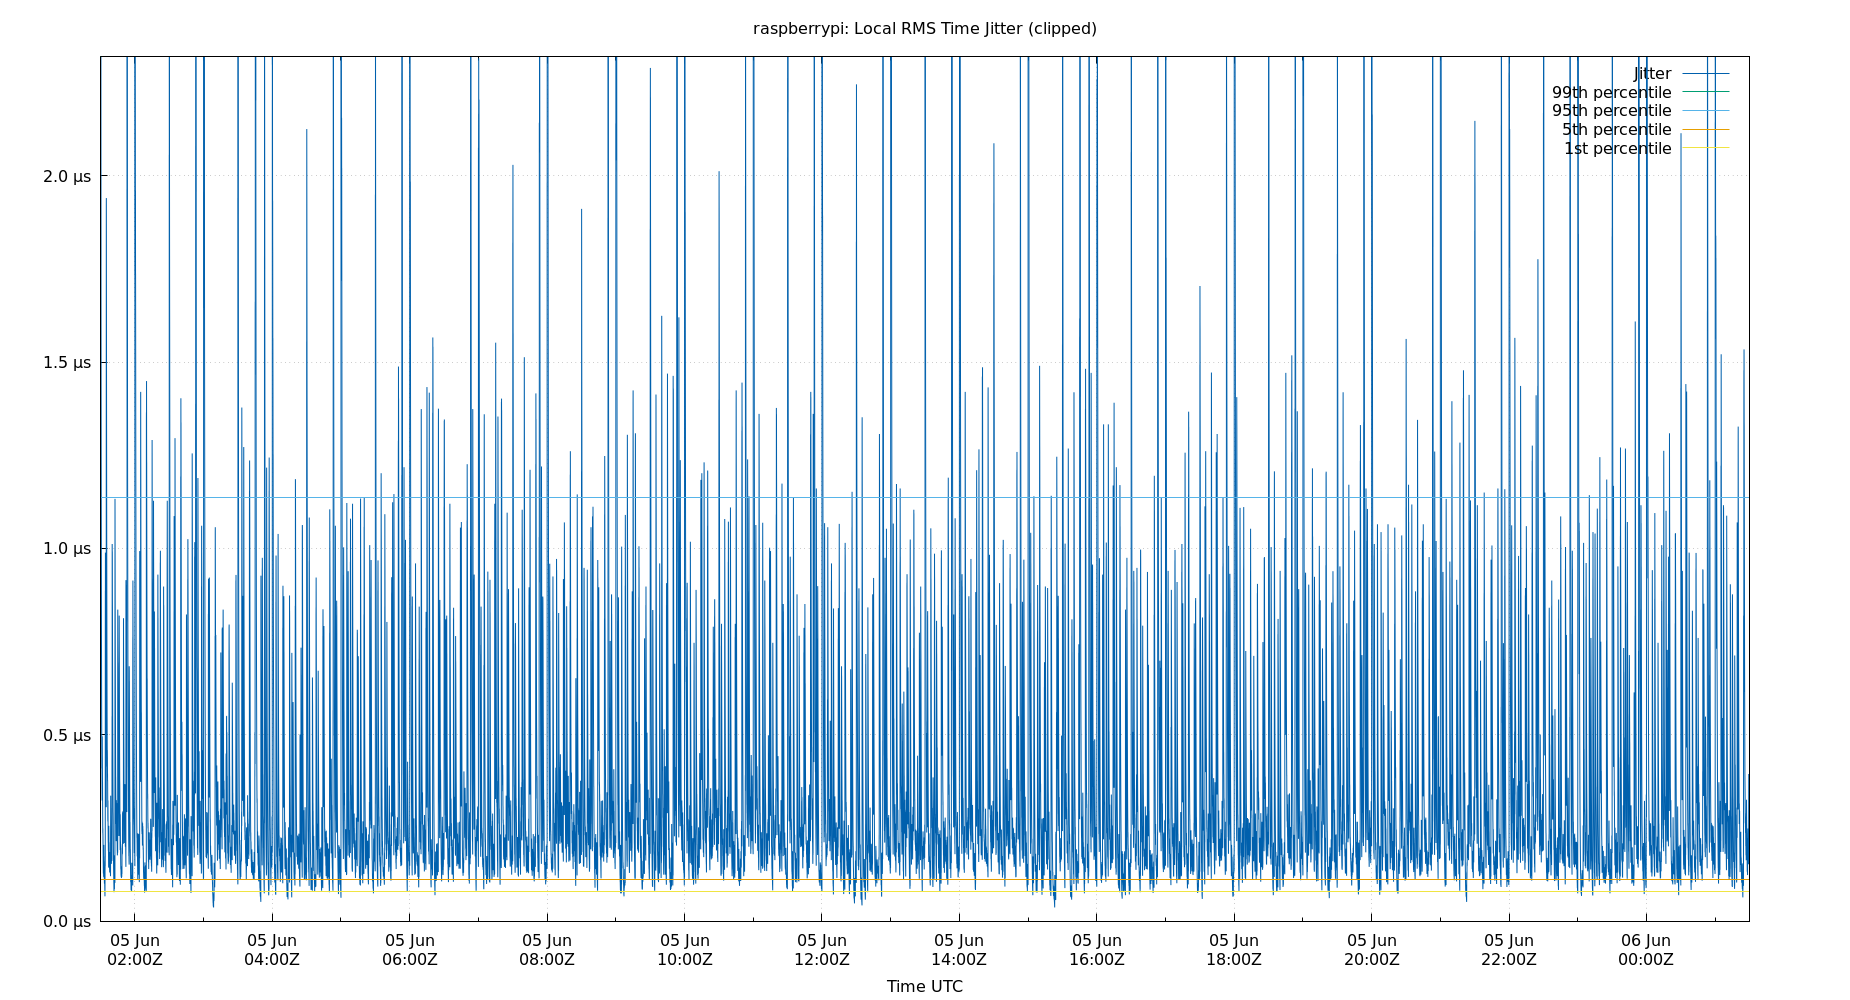 raspberrypi: Local RMS Time Jitter (clipped)
Jitter
99th percentile
95th percentile
5th percentile
1st percentile
2.0 µs
1.5 µs
1.0 µs
0.5 µs
0.0 µs
05 Jun 05 Jun 05 Jun 05 Jun 05 Jun 05 Jun 05 Jun 05 Jun 05 Jun 05 Jun 05 Jun 06 Jun
02:00Z 04:00Z 06:00Z 08:00Z 10:00Z 12:00Z 14:00Z 16:00Z 18:00Z 20:00Z 22:00Z 00:00Z
Time UTC